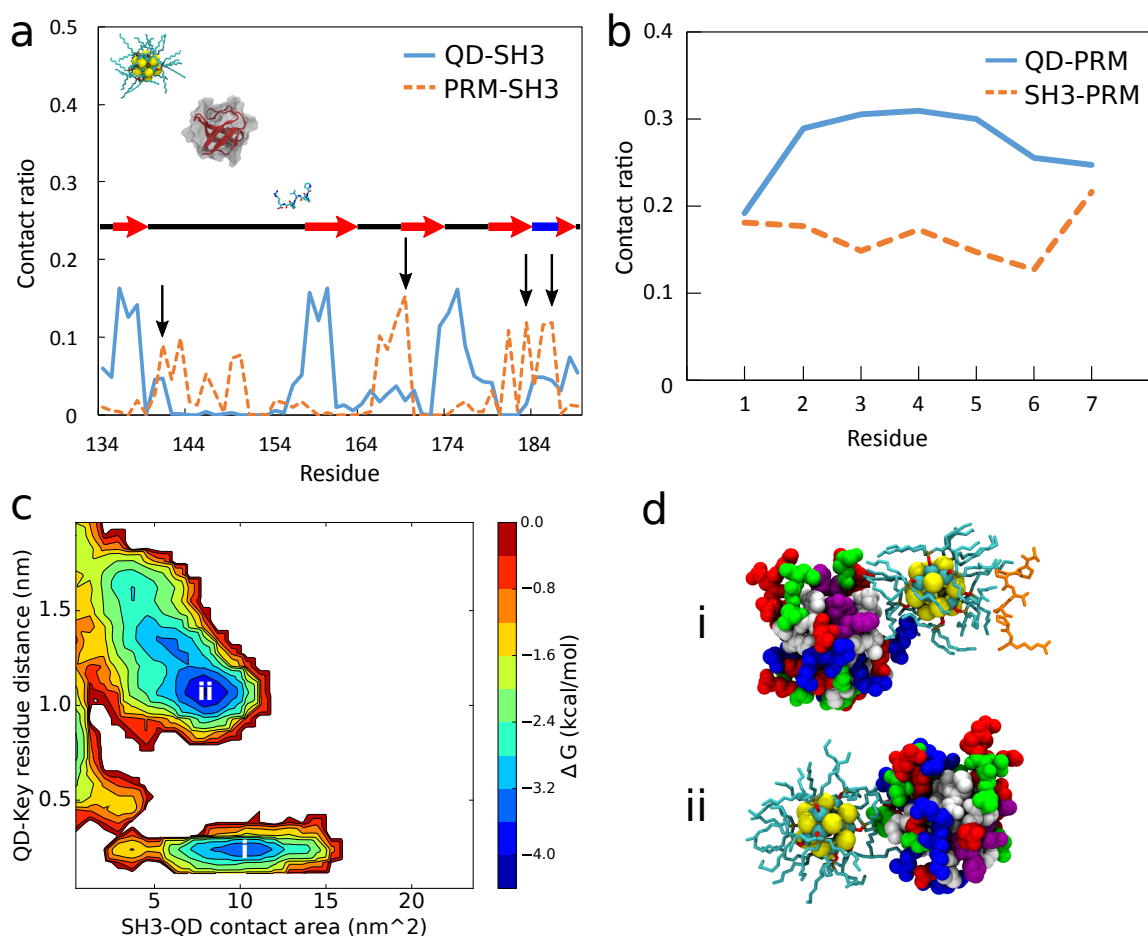 a
0.5
0.4
0.3
0.2
0.1
0
Contact ratio
QD-SH3
PRM-SH3
134
144
154
164
174
184
Residue
b
0.4
0.3
0.2
0.1
0
Contact ratio
QD-PRM
SH3-PRM
1
2
3
4
5
6
7
Residue
c
QD-Key residue distance (nm)
1.5
1.0
0.5
ii
i
5
10
15
20
SH3-QD contact area (nm^2)
0.0
−0.8
−1.6
−2.4
−3.2
−4.0
ΔG (kcal/mol)
d
i
ii